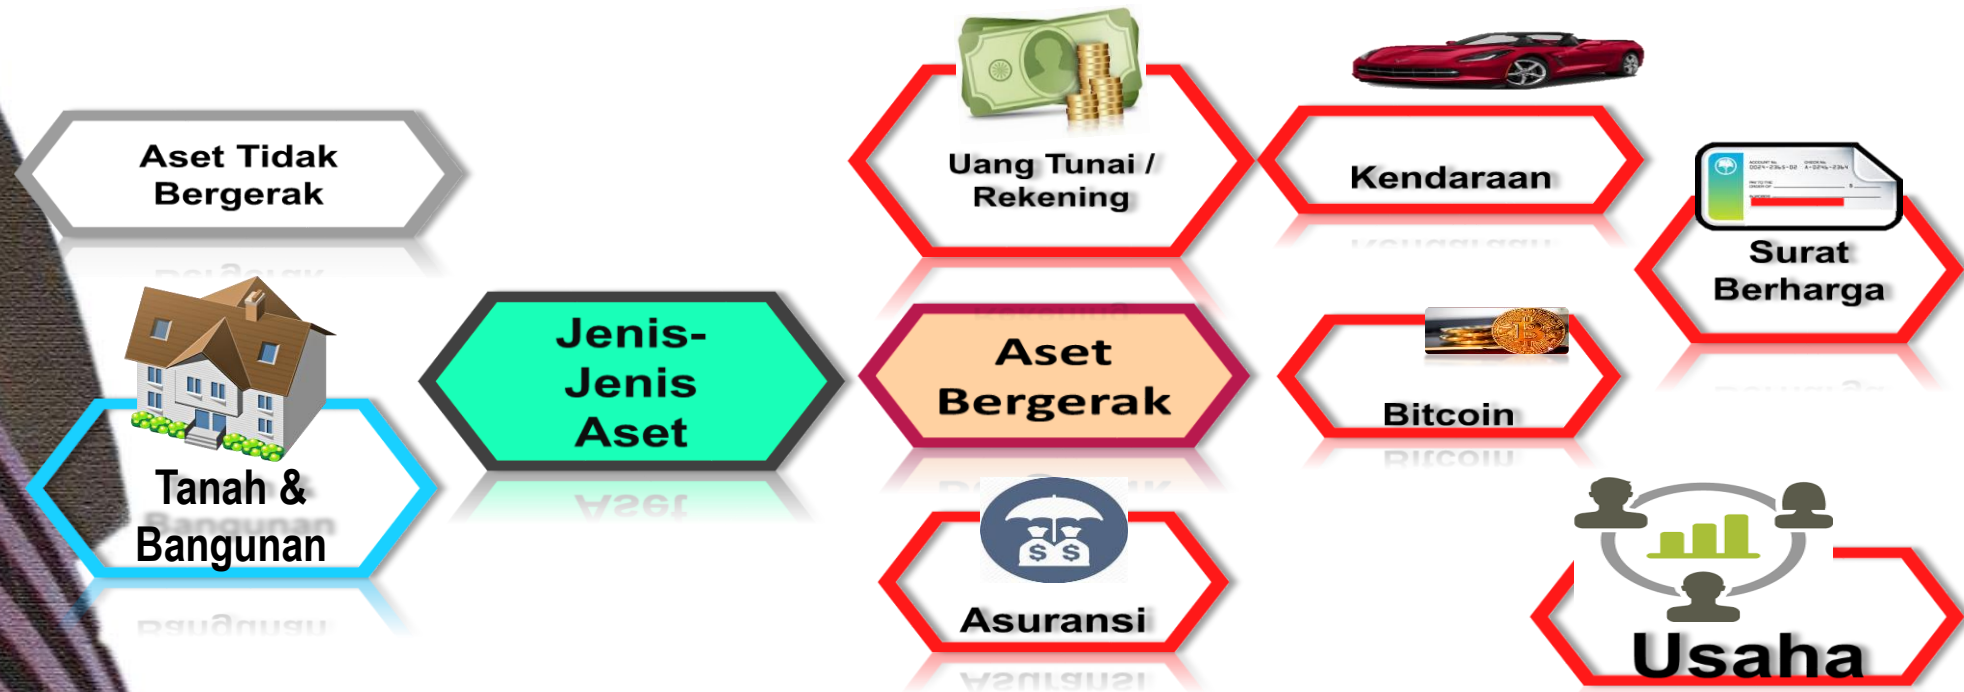 Aset Tidak
Bergerak
Tanah &
Bangunan
Jenis-
Jenis
Aset
Uang Tunai /
Rekening
Aset
Bergerak
Asuransi
Kendaraan
Bitcoin
Surat
Berharga
Usaha